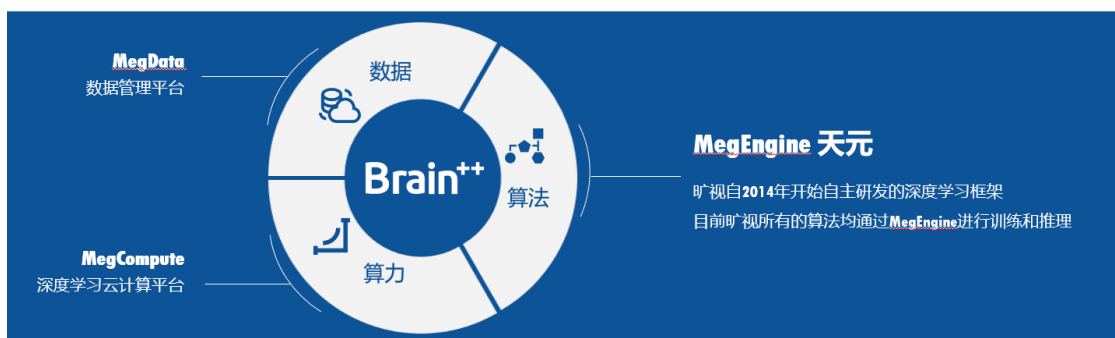 MegData
数据管理平台
数据
Brain++
算法
算力
MegCompute
深度学习云计算平台
MegEngine 天元
旷视自2014年开始自主研发的深度学习框架
目前旷视所有的算法均通过MegEngine进行训练和推理